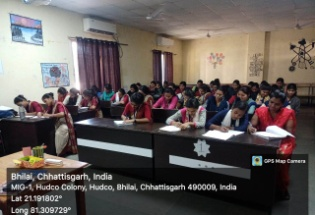 GPS Map Camera
Bhilai, Chhattisgarh, India
MIG-1, Hudco Colony, Hudco, Bhilai, Chhattisgarh 490009, India
Lat 21.191802°
Long 81.309729°